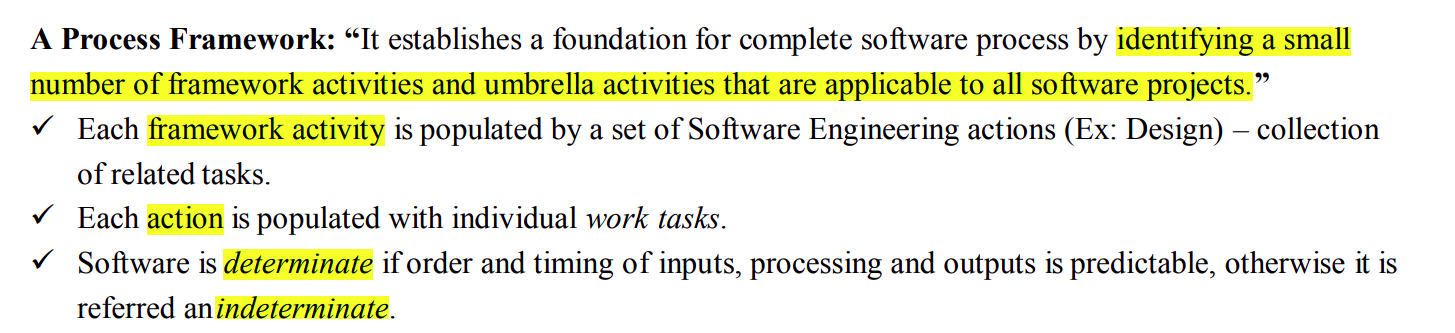 A Process Framework: “It establishes a foundation for complete software process by identifying a small
number of framework activities and umbrella activities that are applicable to all software projects.”
✓ Each framework activity is populated by a set of Software Engineering actions (Ex: Design) – collection
of related tasks.
✓ Each action is populated with individual work tasks.
✓ Software is determinate if order and timing of inputs, processing and outputs is predictable, otherwise it is
referred an indeterminate.